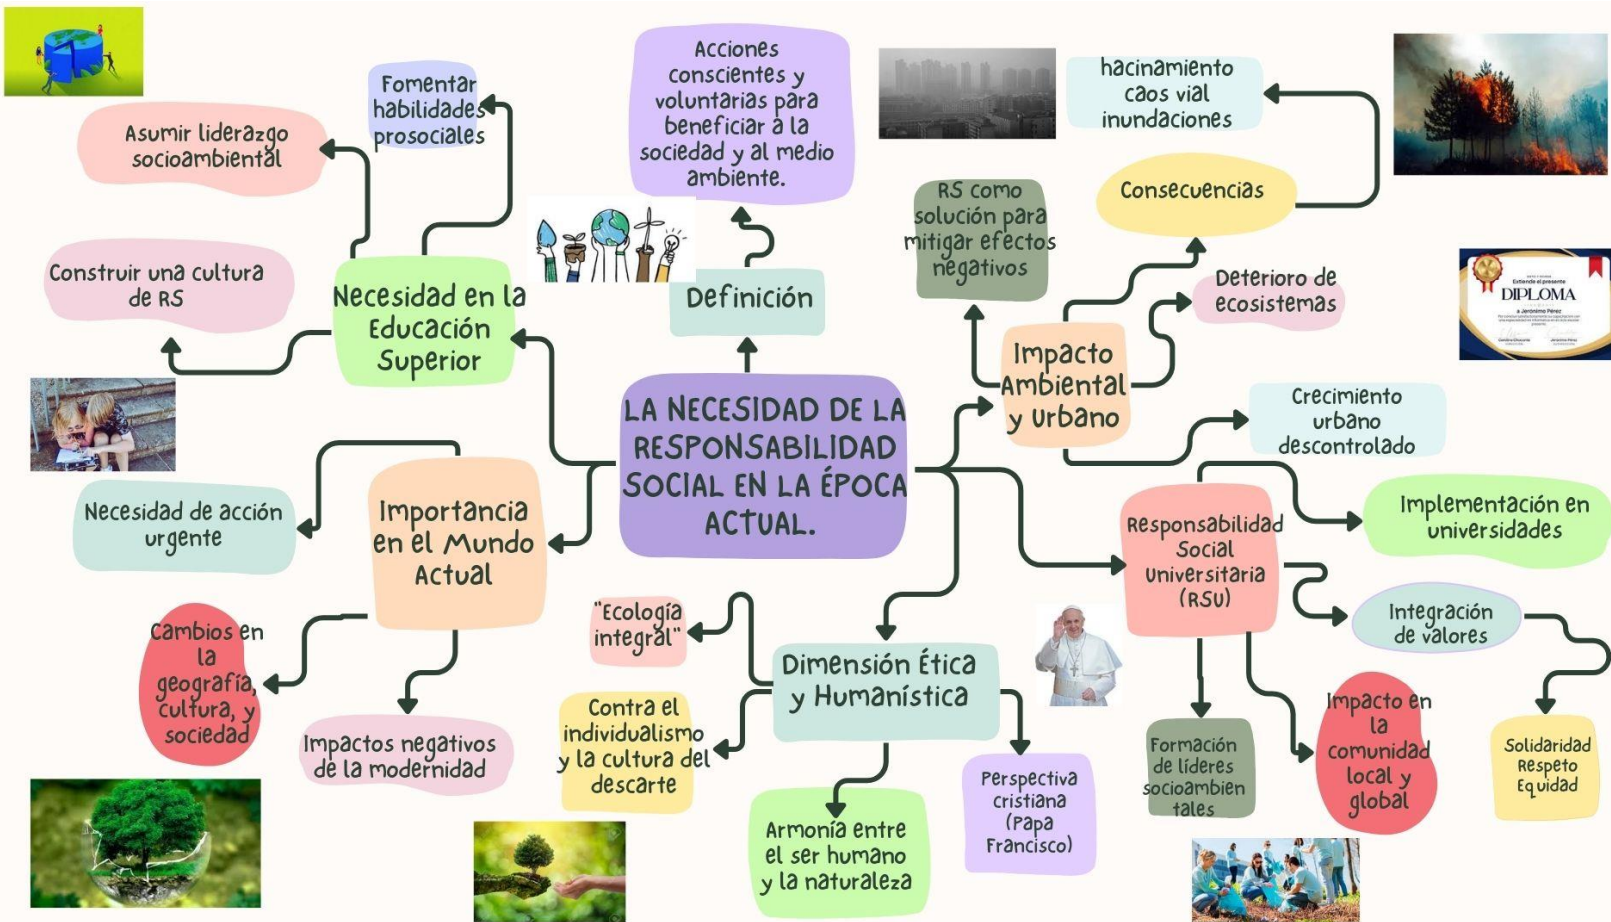 Fomentar
habilidades
prosociales
Asumir liderazgo
socioambiental
Construir una cultura
de RS
Necesidad en la
Educación
Superior
Acciones
conscientes y
voluntarias para
beneficiar a la
sociedad y al medio
ambiente.
Definición
RS como
solución para
mitigar efectos
negativos
hacinamiento
caos vial
inundaciones
Consecuencias
Deterioro de
ecosistemas
Impacto
Ambiental
y urbano
Crecimiento
urbano
descontrolado
Extiende el presente
DIPLOMA
a Jerónimo Pérez
LA NECESIDAD DE LA
RESPONSABILIDAD
SOCIAL EN LA ÉPOCA
ACTUAL.
Necesidad de acción
urgente
Importancia
en el Mundo
Actual
Cambios en
la
geografía,
cultura, y
sociedad
Impactos negativos
de la modernidad
"Ecología
integral"
Contra el
individualismo
y la cultura del
descarte
Dimensión Ética
y Humanística
Armonía entre
el ser humano
y la naturaleza
Perspectiva
cristiana
(Papa
Francisco)
Responsabilidad
Social
universitaria
(RSU)
Implementación en
universidades
Integración
de valores
Formación
de líderes
socioambien
tales
Impacto en
la
comunidad
local y
global
Solidaridad
Respeto
Equidad